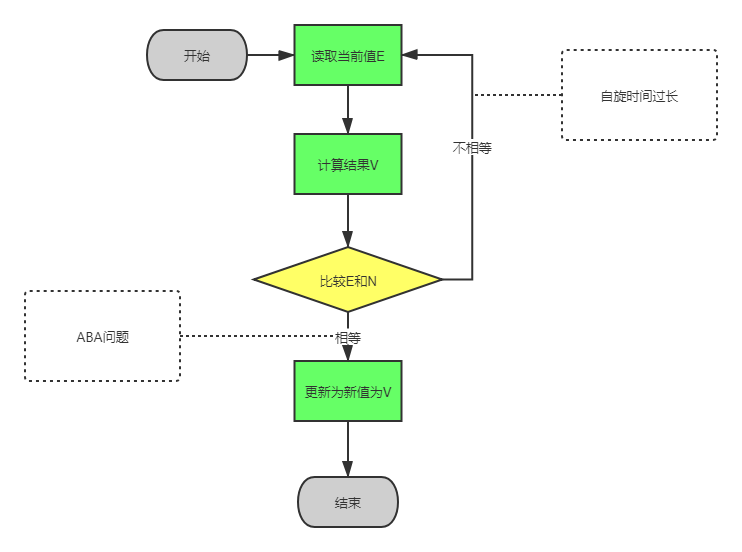 开始
读取当前值E
自旋时间过长
不相等
计算结果V
比较E和N
ABA问题
相等
更新为新值为V
结束